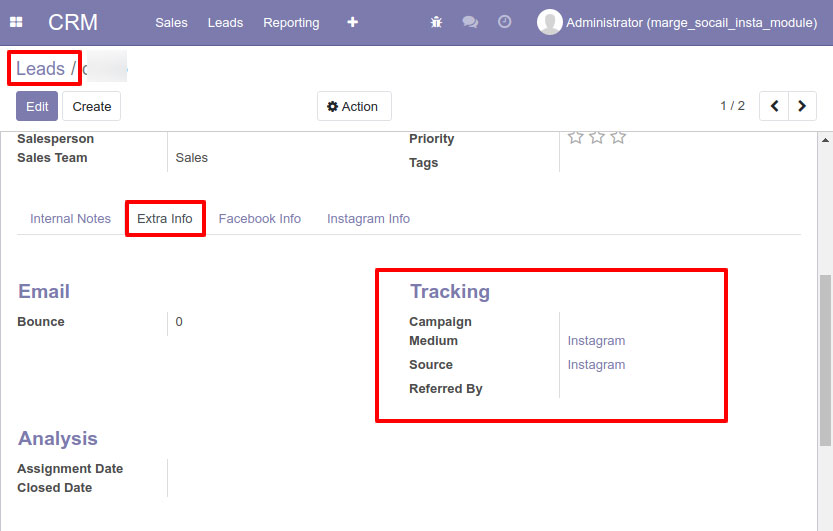 CRM Sales Leads Reporting Administrator (marge_socail_insta_module)
Leads /
Edit Create Action 1 / 2
Salesperson Priority
Sales Team Sales Tags
Internal Notes Extra Info Facebook Info Instagram Info
Email Tracking
Bounce 0 Campaign
Medium Instagram
Source Instagram
Referred By
Analysis
Assignment Date
Closed Date